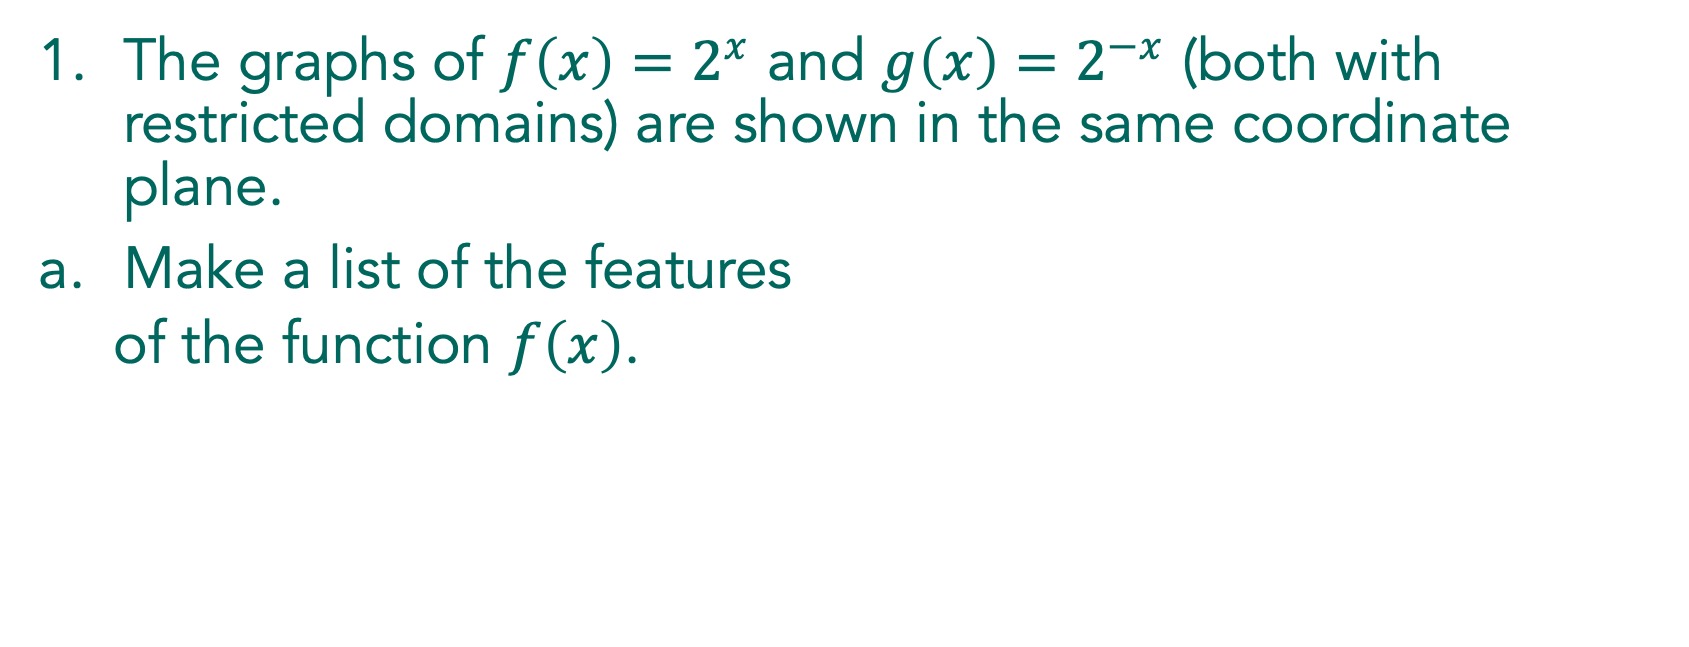 1. The graphs of f(x) = 2ˣ and g(x) = 2⁻ˣ (both with
restricted domains) are shown in the same coordinate
plane.
a. Make a list of the features
of the function f(x).